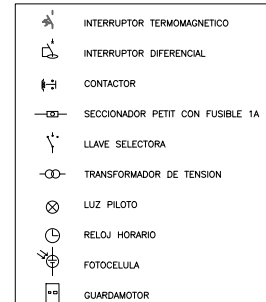 INTERRUPTOR TERMOMAGNETICO
INTERRUPTOR DIFERENCIAL
CONTACTOR
SECCIONADOR PETIT CON FUSIBLE 1A
LLAVE SELECTORA
TRANSFORMADOR DE TENSION
LUZ PILOTO
RELOJ HORARIO
FOTOCELULA
GUARDAMOTOR